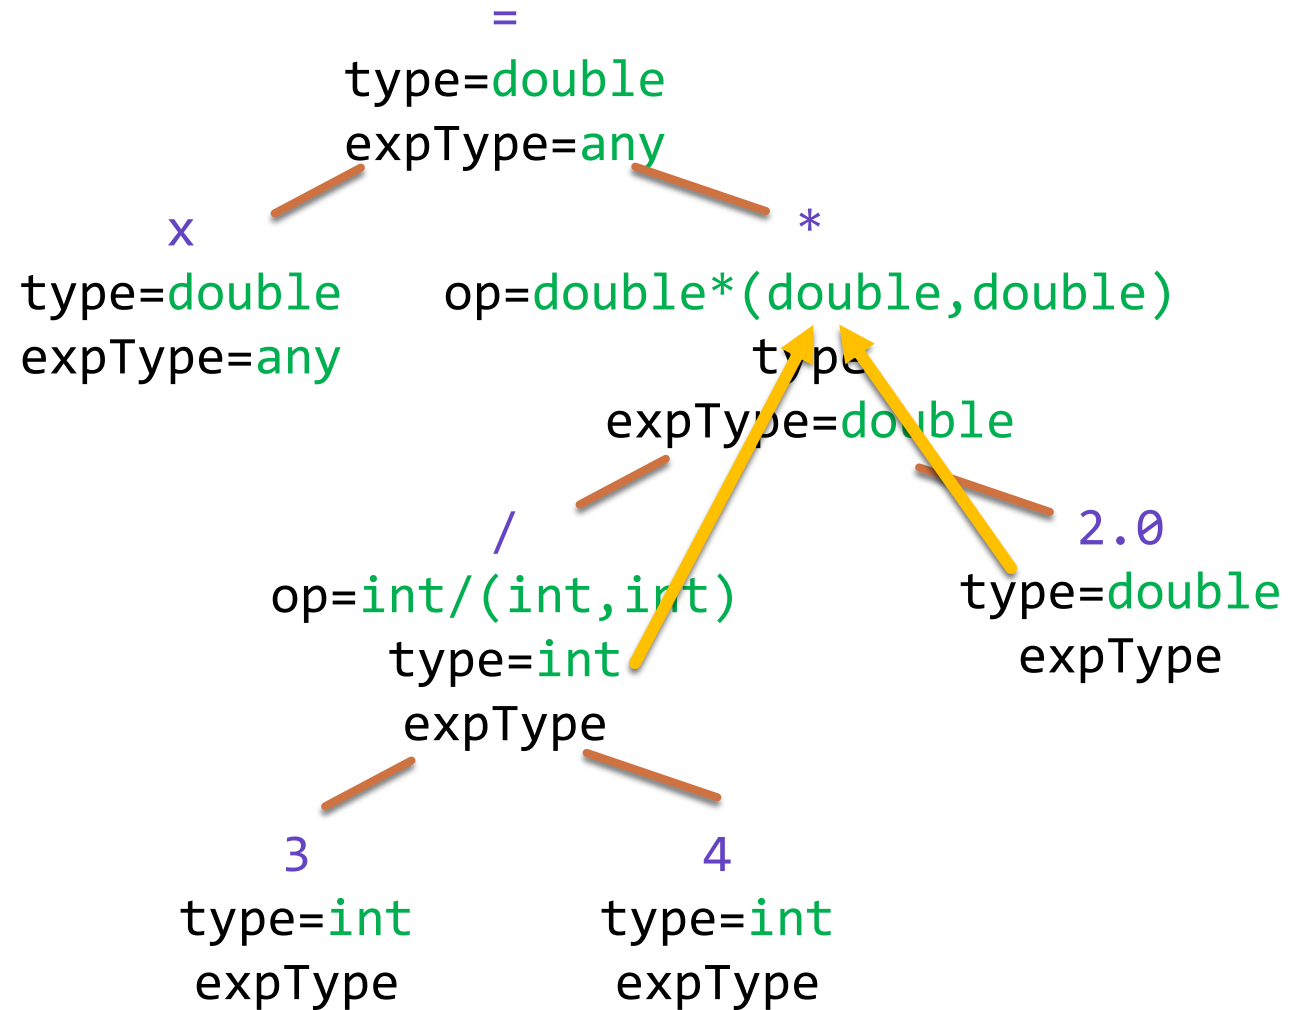 =
type=double
expType=any
x
type=double
expType=any
*
op=double*(double,double)
type
expType=double
/
op=int/(int,int)
type=int
expType
2.0
type=double
expType
3
type=int
expType
4
type=int
expType